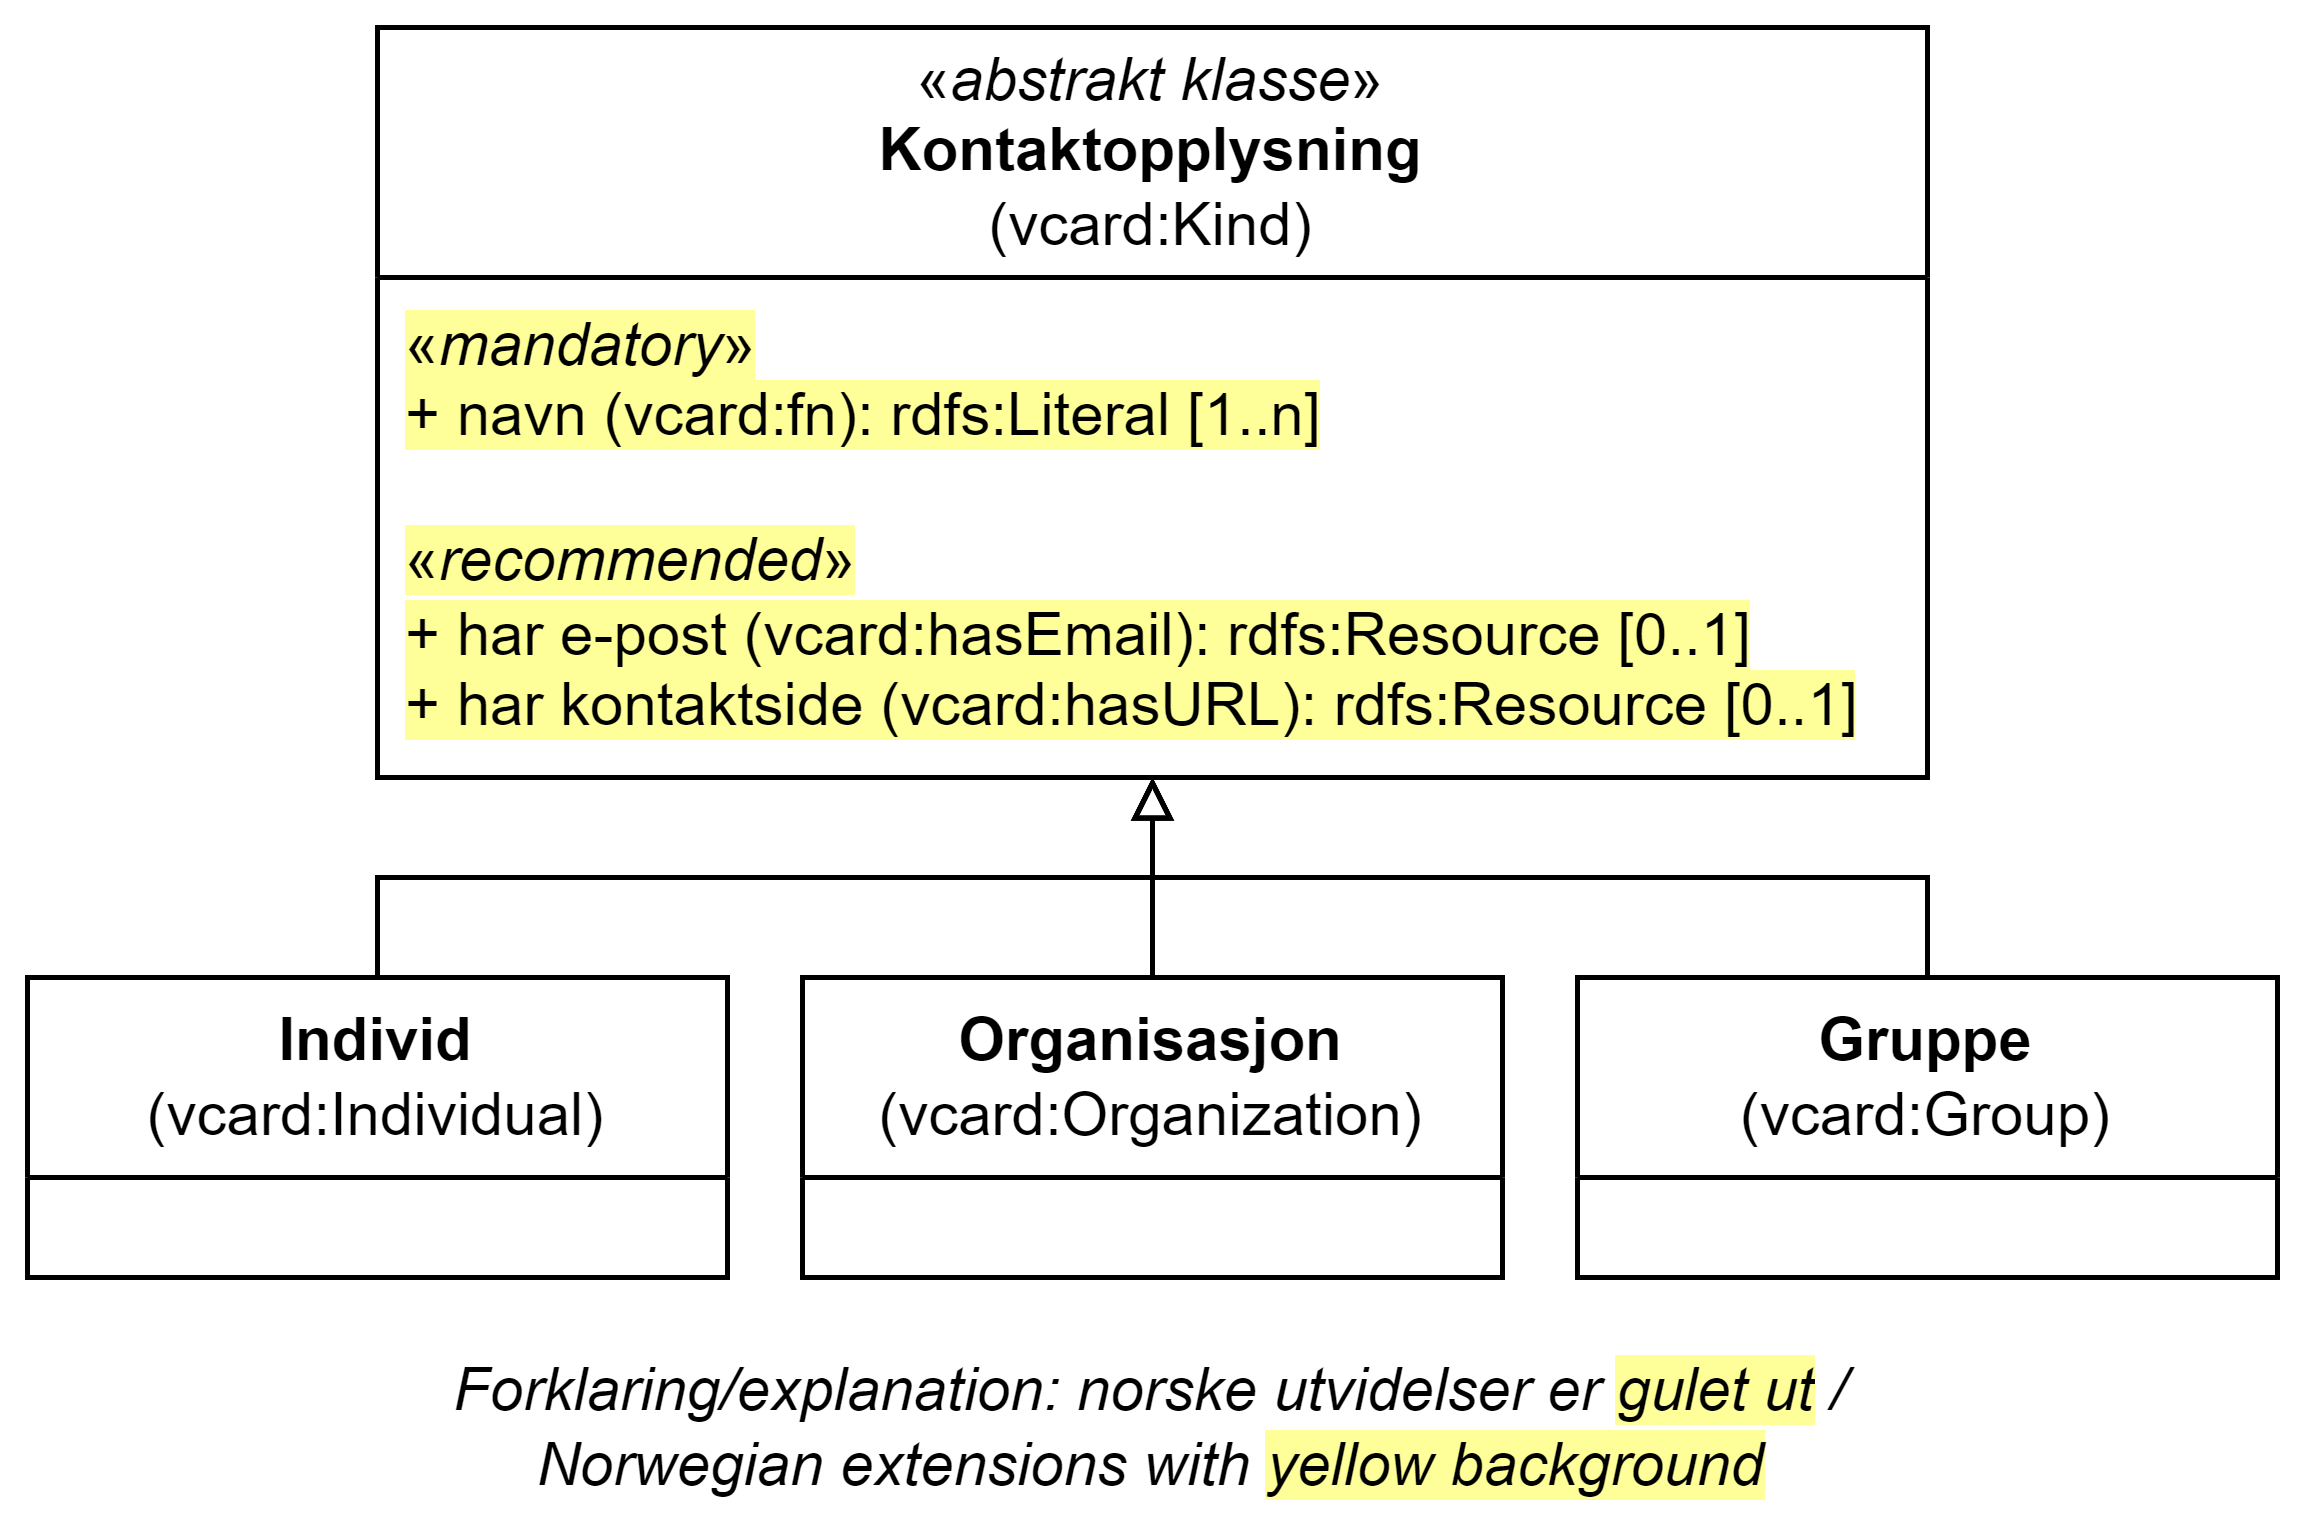 «abstrakt klasse»
Kontaktopplysning
(vcard:Kind)
«mandatory»
+ navn (vcard:fn): rdfs:Literal [1..n]
«recommended»
+ har e-post (vcard:hasEmail): rdfs:Resource [0..1]
+ har kontaktside (vcard:hasURL): rdfs:Resource [0..1]
Individ
(vcard:Individual)
Organisasjon
(vcard:Organization)
Gruppe
(vcard:Group)
Forklaring/explanation: norske utvidelser er gulet ut /
Norwegian extensions with yellow background